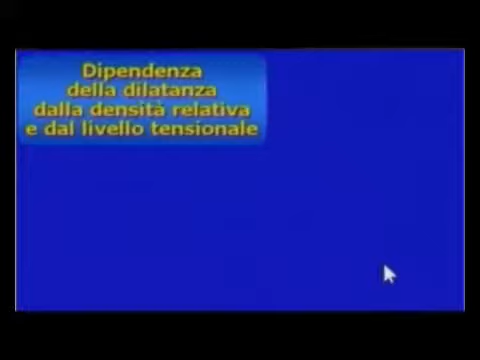 Dipendenza
della dilatanza
dalla densità relativa
e dal livello tensionale